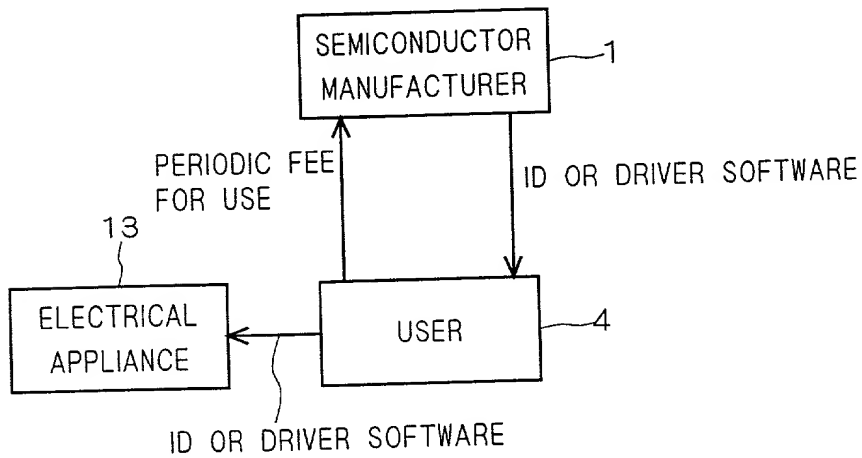 SEMICONDUCTOR
MANUFACTURER
1
PERIODIC FEE
FOR USE
ID OR DRIVER SOFTWARE
13
ELECTRICAL
APPLIANCE
USER
4
ID OR DRIVER SOFTWARE